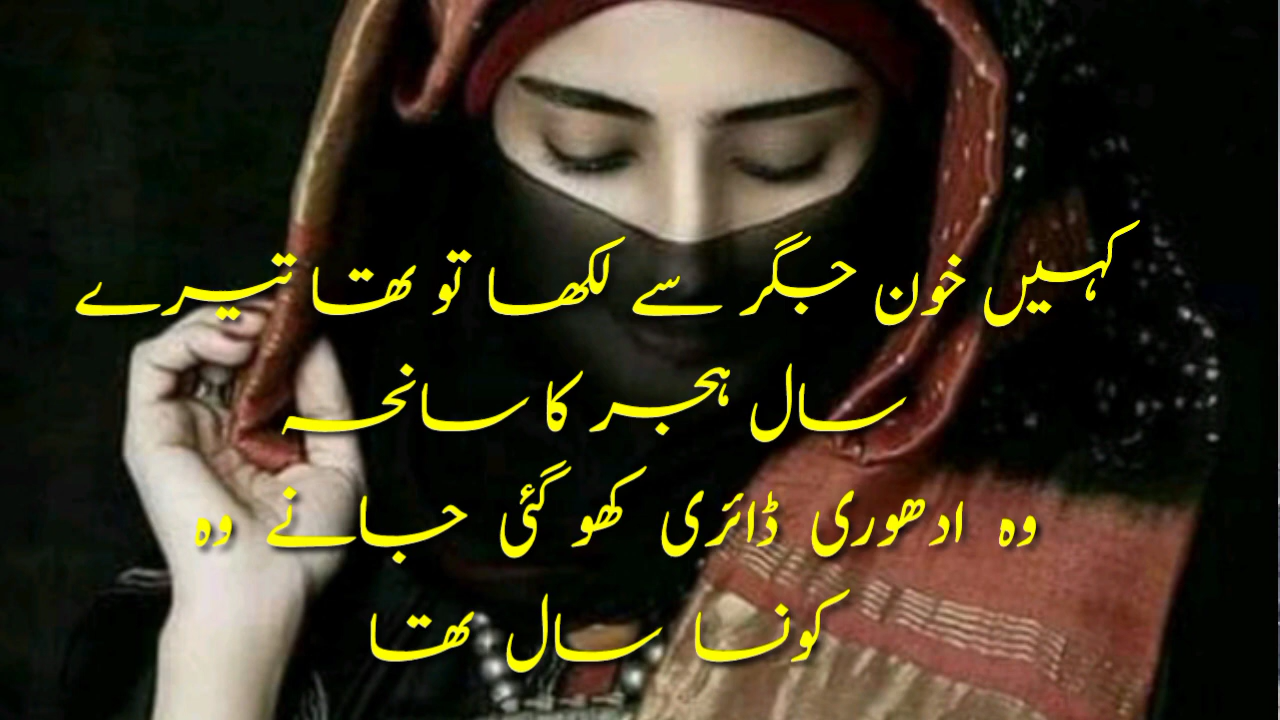 کہیں خون جگر سے لکھا تو تھا تیرے
سال ہجر کا سانحہ
وہ ادھوری ڈائری کھو گئی جانے وہ
کونسا سال تھا